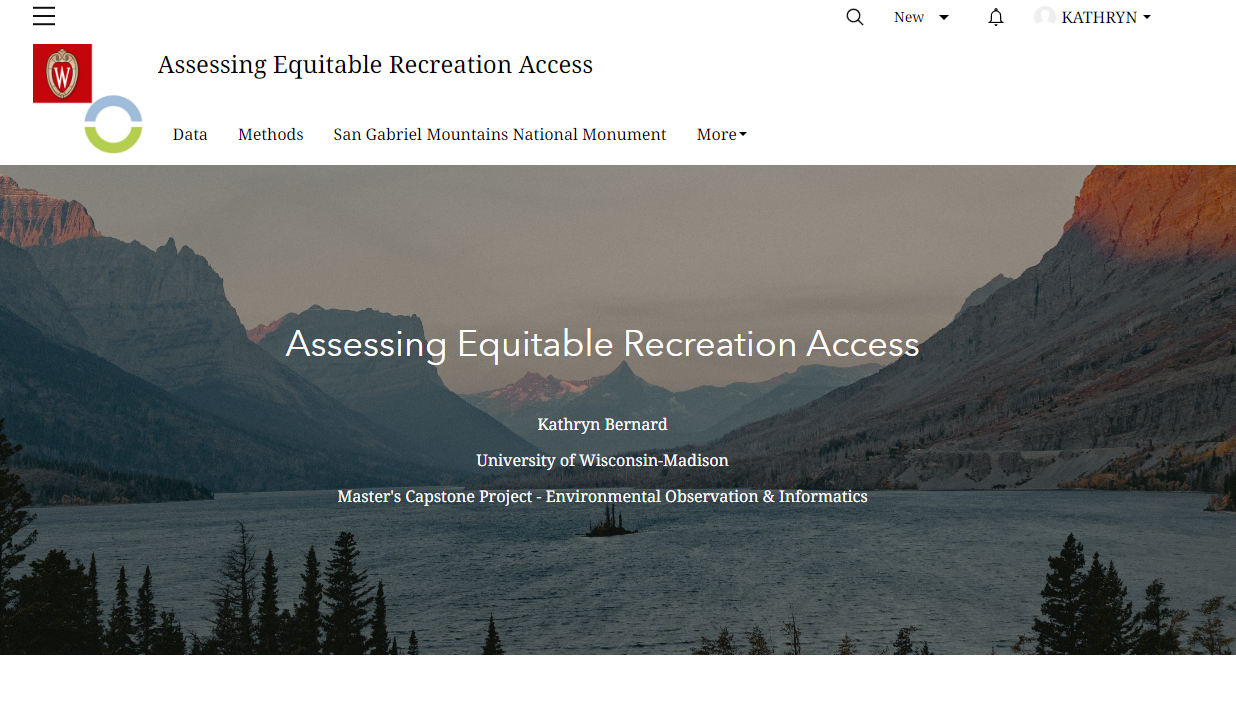 New
KATHRYN
W
Assessing Equitable Recreation Access
Data Methods San Gabriel Mountains National Monument More
Assessing Equitable Recreation Access
Kathryn Bernard
University of Wisconsin-Madison
Master's Capstone Project - Environmental Observation & Informatics